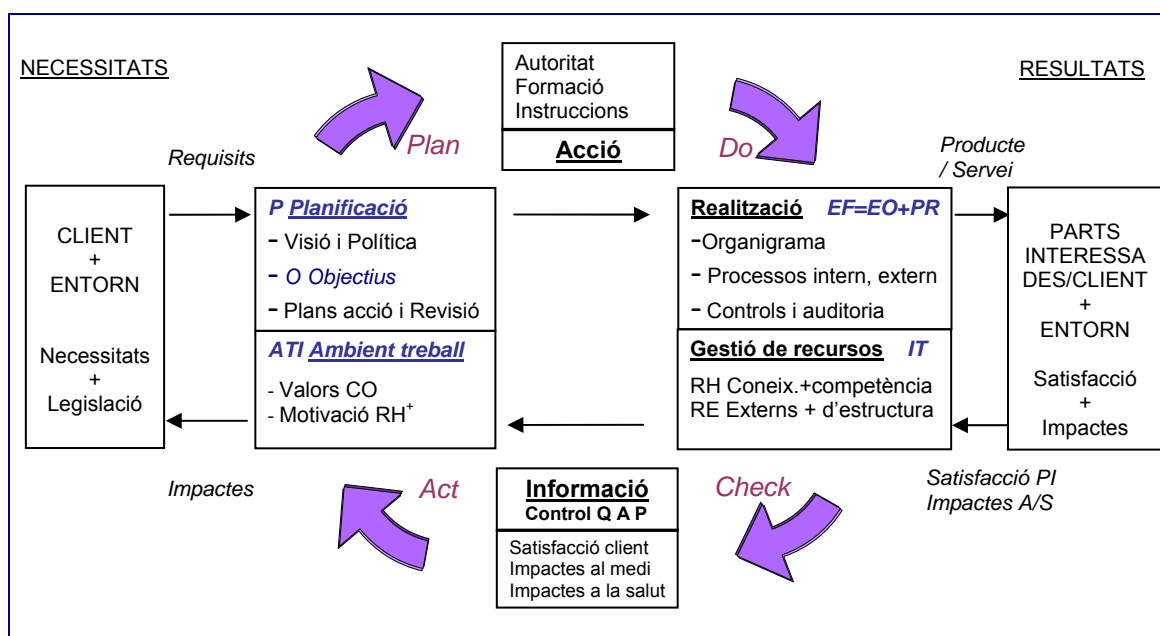 NECESSITATS
Autoritat
Formació
Instruccions
Acció
RESULTATS
Plan
Do
Requisits
Producte
/ Servei
CLIENT
+
ENTORN
Necessitats
+
Legislació
P Planificació
- Visió i Política
- O Objectius
- Plans acció i Revisió
ATI Ambient treball
- Valors CO
- Motivació RH+
Realització EF=EO+PR
-Organigrama
- Processos intern, extern
- Controls i auditoria
Gestió de recursos IT
RH Coneix.+competència
RE Externs + d'estructura
PARTS
INTERESSA
DES/CLIENT
+
ENTORN
Satisfacció
+
Impactes
Impactes
Act
Informació
Control Q A P
Satisfacció client
Impactes al medi
Impactes a la salut
Check
Satisfacció PI
Impactes A/S